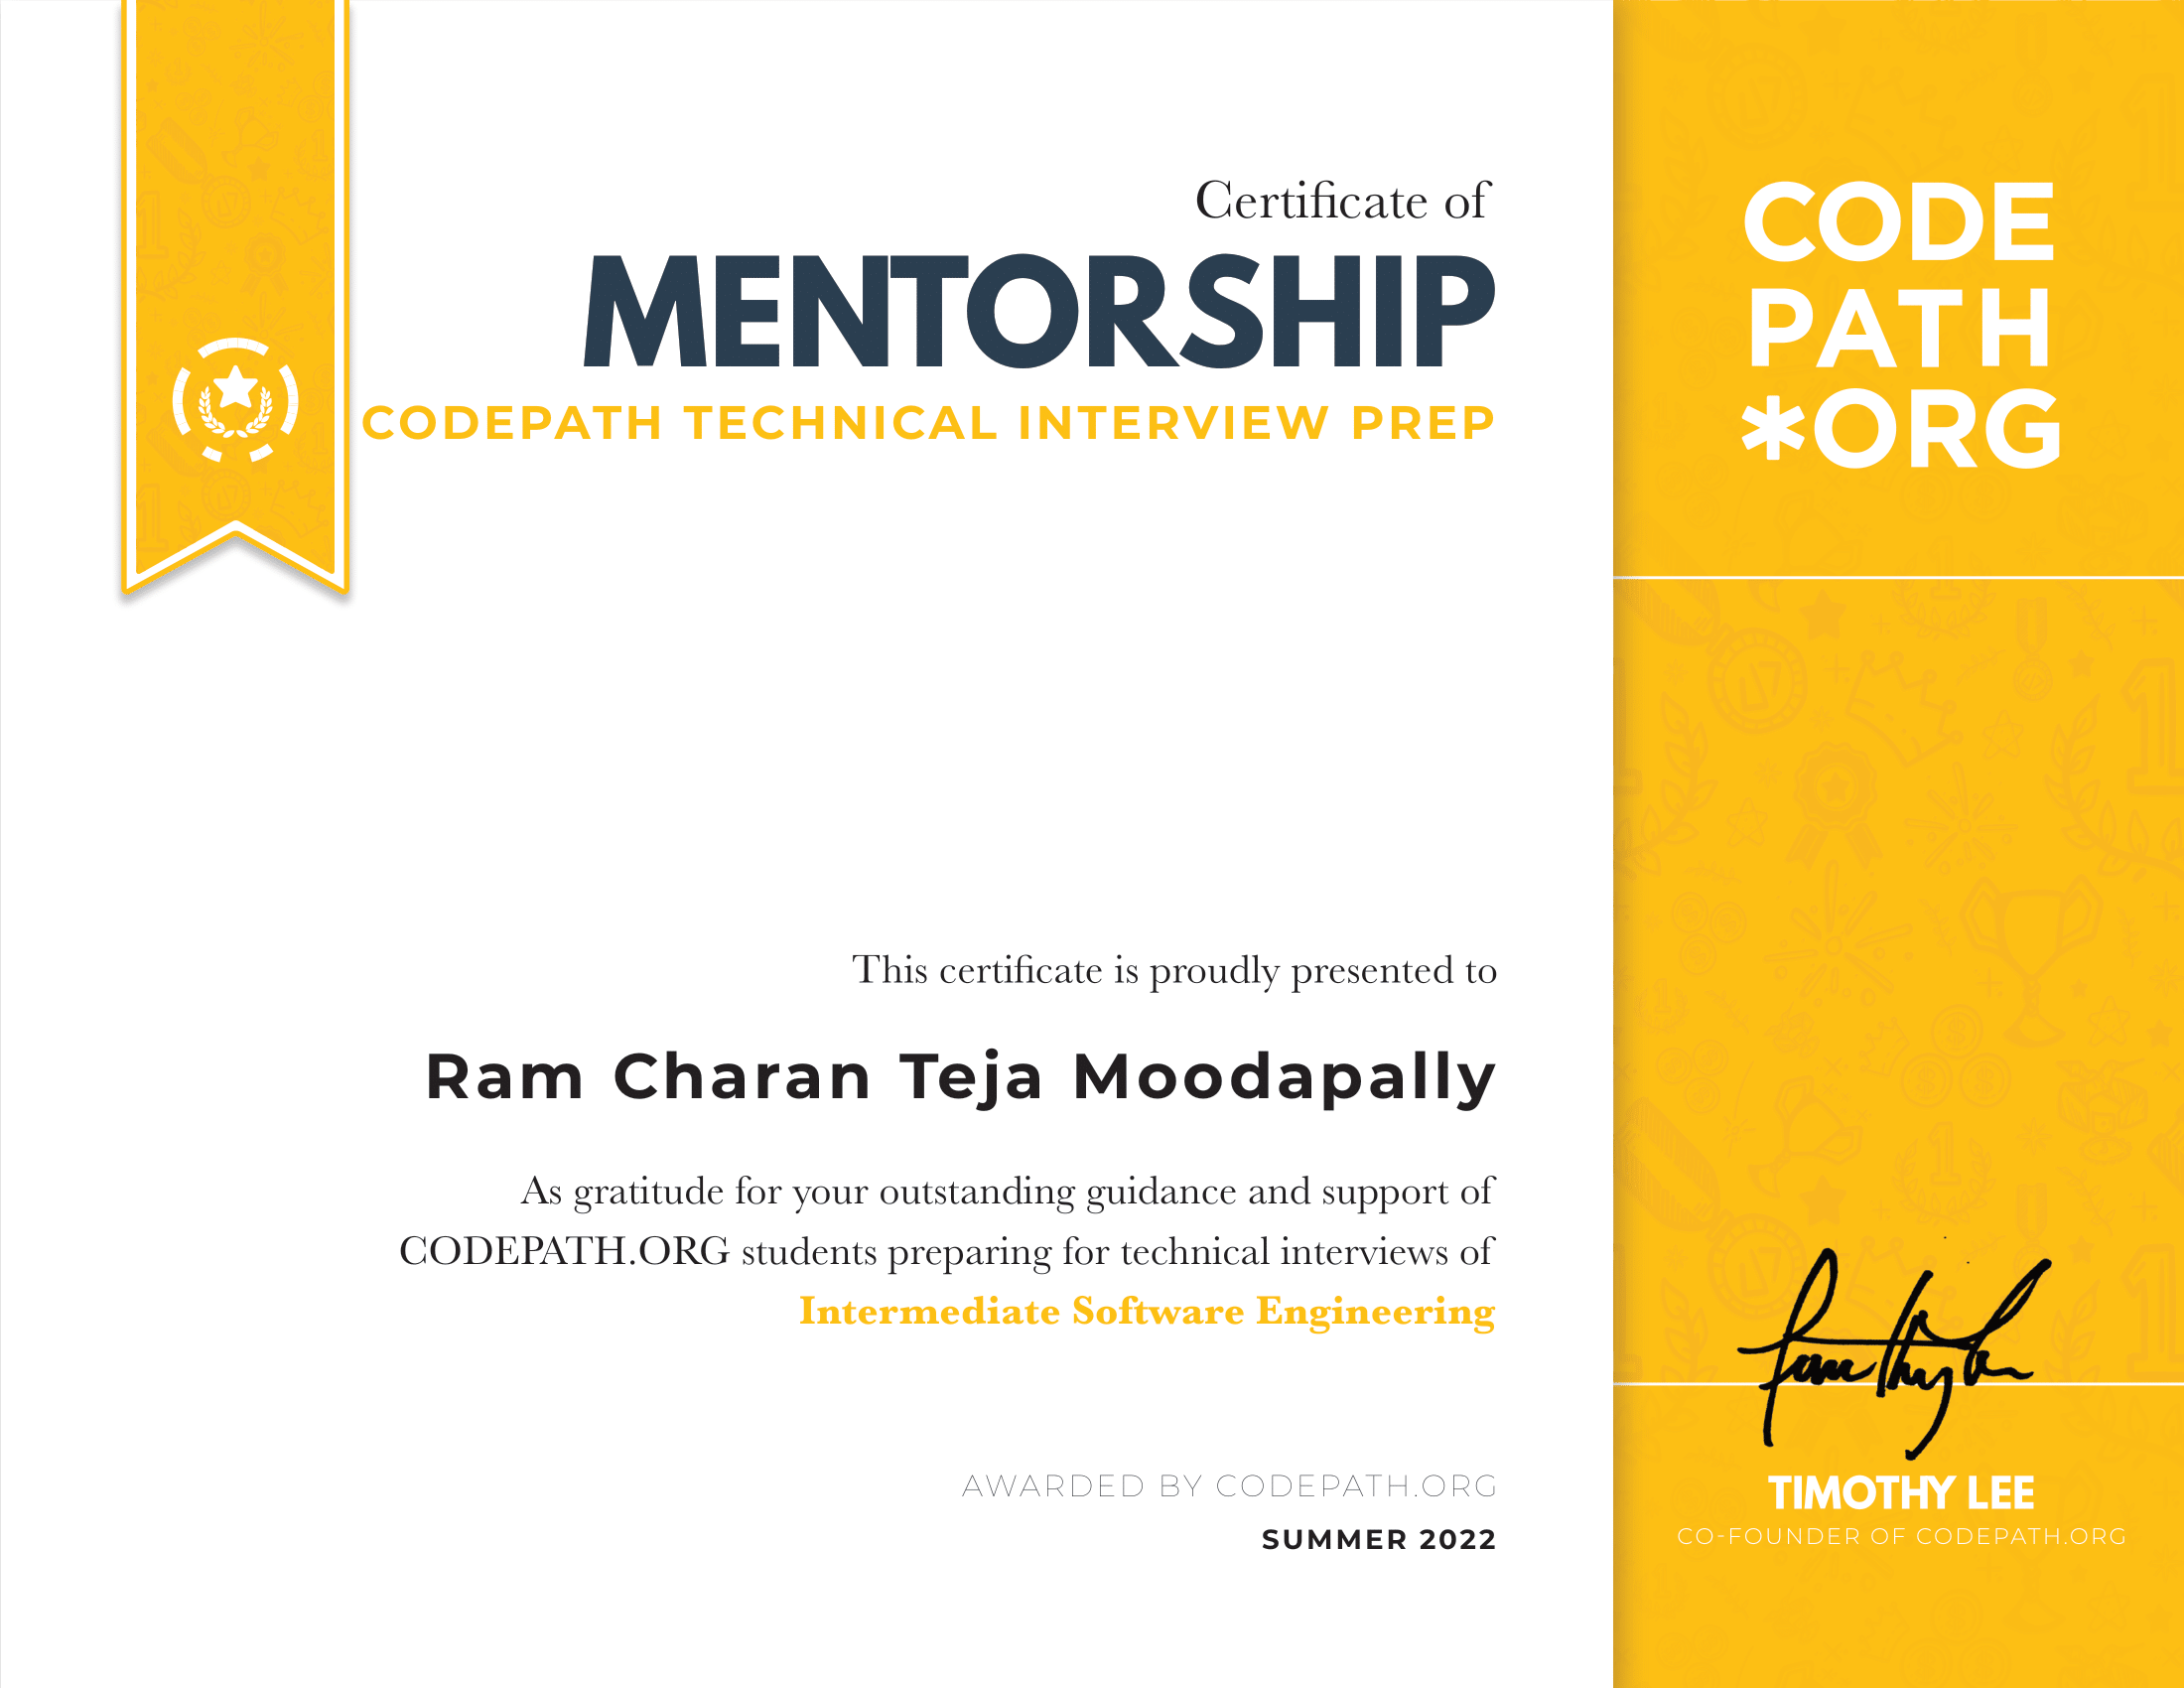 Certificate of
MENTORSHIP
CODEPATH TECHNICAL INTERVIEW PREP
This certificate is proudly presented to
Ram Charan Teja Moodapally
As gratitude for your outstanding guidance and support of
CODEPATH.ORG students preparing for technical interviews of
Intermediate Software Engineering
AWARDED BY CODEPATH.ORG
SUMMER 2022
CODE
PATH
*ORG
TIMOTHY LEE
CO-FOUNDER OF CODEPATH.ORG